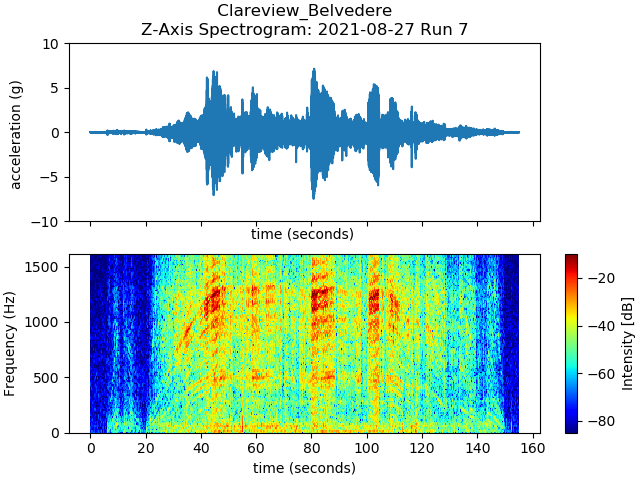 Clareview_Belvedere
Z-Axis Spectrogram: 2021-08-27 Run 7
10
5
0
−5
−10
acceleration (g)
time (seconds)
1500
1000
500
0
Frequency (Hz)
0 20 40 60 80 100 120 140 160
time (seconds)
−20
−40
−60
−80
Intensity [dB]